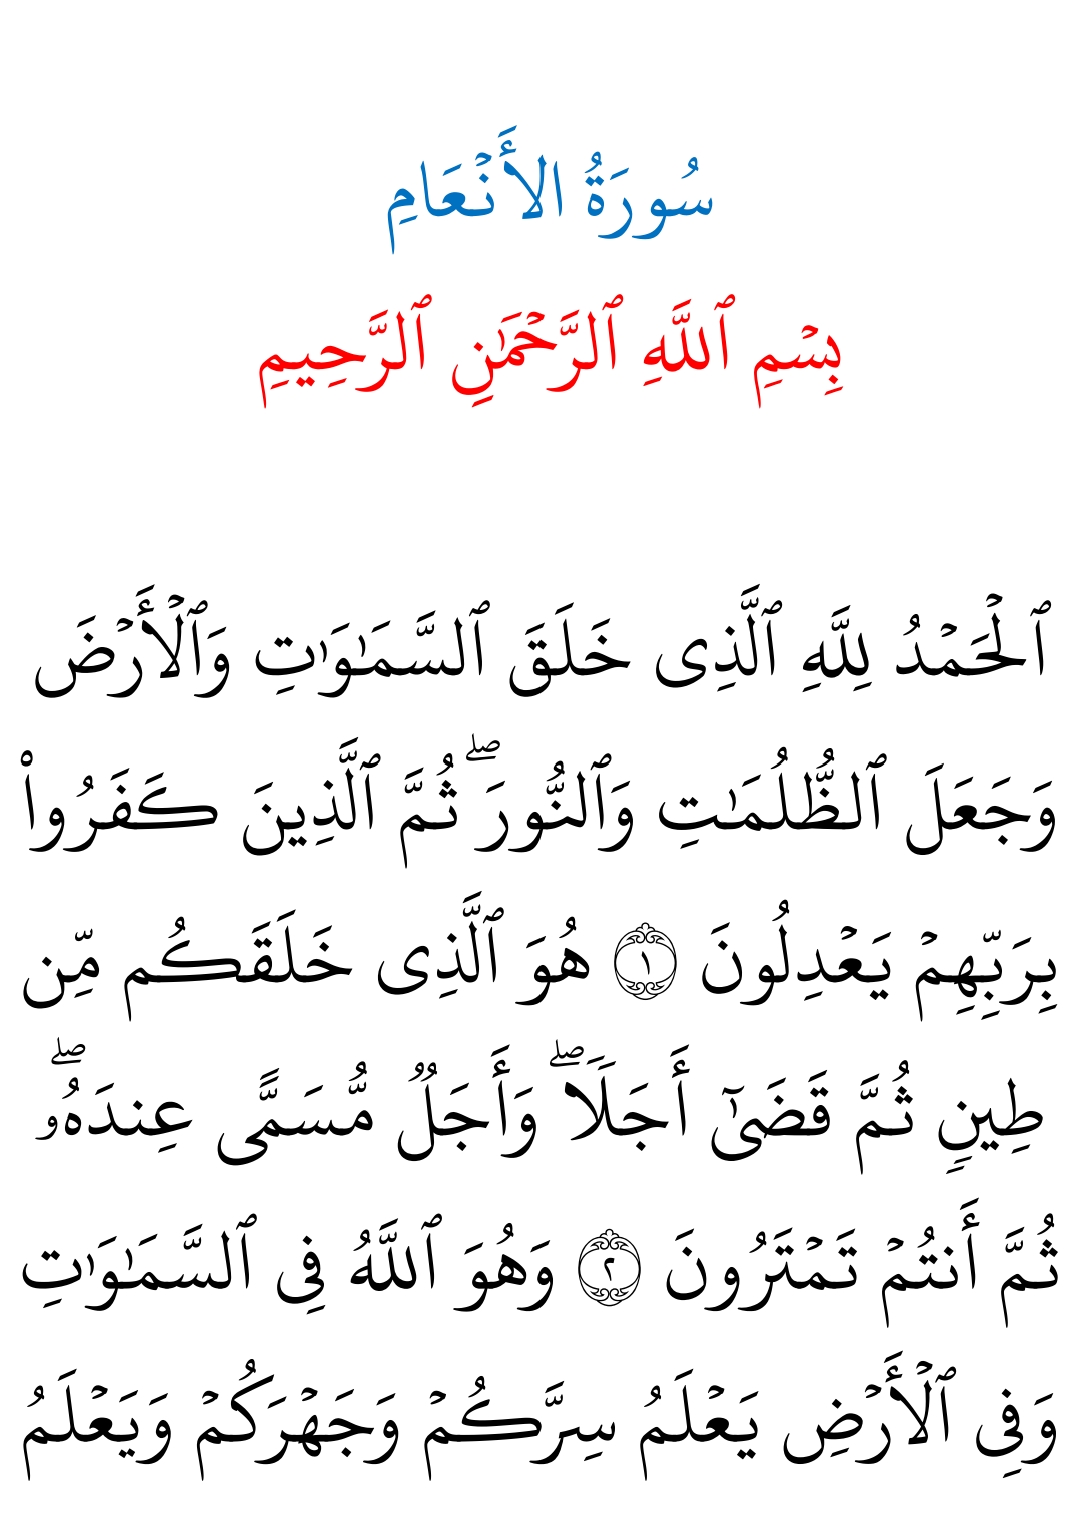 سُورَةُ الأَنۡعَامِ
بِسۡمِ ٱللَّهِ ٱلرَّحۡمَٰنِ ٱلرَّحِيمِ
ٱلۡحَمۡدُ لِلَّهِ ٱلَّذِى خَلَقَ ٱلسَّمَٰوَٰتِ وَٱلۡأَرۡضَ
وَجَعَلَ ٱلظُّلُمَٰتِ وَٱلنُّورَۖ ثُمَّ ٱلَّذِينَ كَفَرُوا۟
بِرَبِّهِمۡ يَعۡدِلُونَ ١ هُوَ ٱلَّذِى خَلَقَكُم مِّن
طِينٖ ثُمَّ قَضَىٰٓ أَجَلٗاۖ وَأَجَلٞ مُّسَمًّى عِندَهُۥۖ
ثُمَّ أَنتُمۡ تَمۡتَرُونَ ٢ وَهُوَ ٱللَّهُ فِى ٱلسَّمَٰوَٰتِ
وَفِى ٱلۡأَرۡضِ يَعۡلَمُ سِرَّكُمۡ وَجَهۡرَكُمۡ وَيَعۡلَمُ